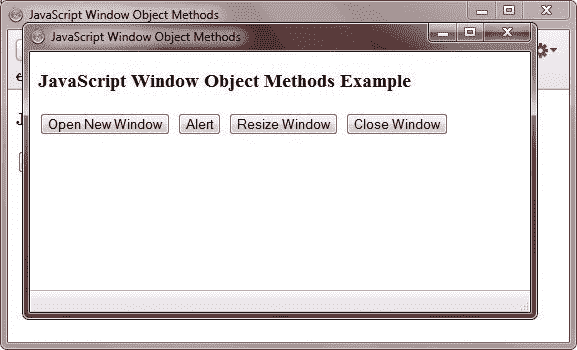 JavaScript Window Object Methods
JavaScript Window Object Methods
JavaScript Window Object Methods Example
Open New Window Alert Resize Window Close Window